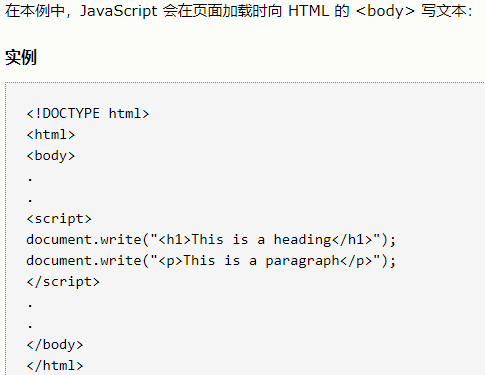 在本例中，JavaScript 会在页面加载时向 HTML 的 <body> 写文本：
实例
<!DOCTYPE html>
<html>
<body>
.
.
<script>
document.write("<h1>This is a heading</h1>");
document.write("<p>This is a paragraph</p>");
</script>
.
.
</body>
</html>